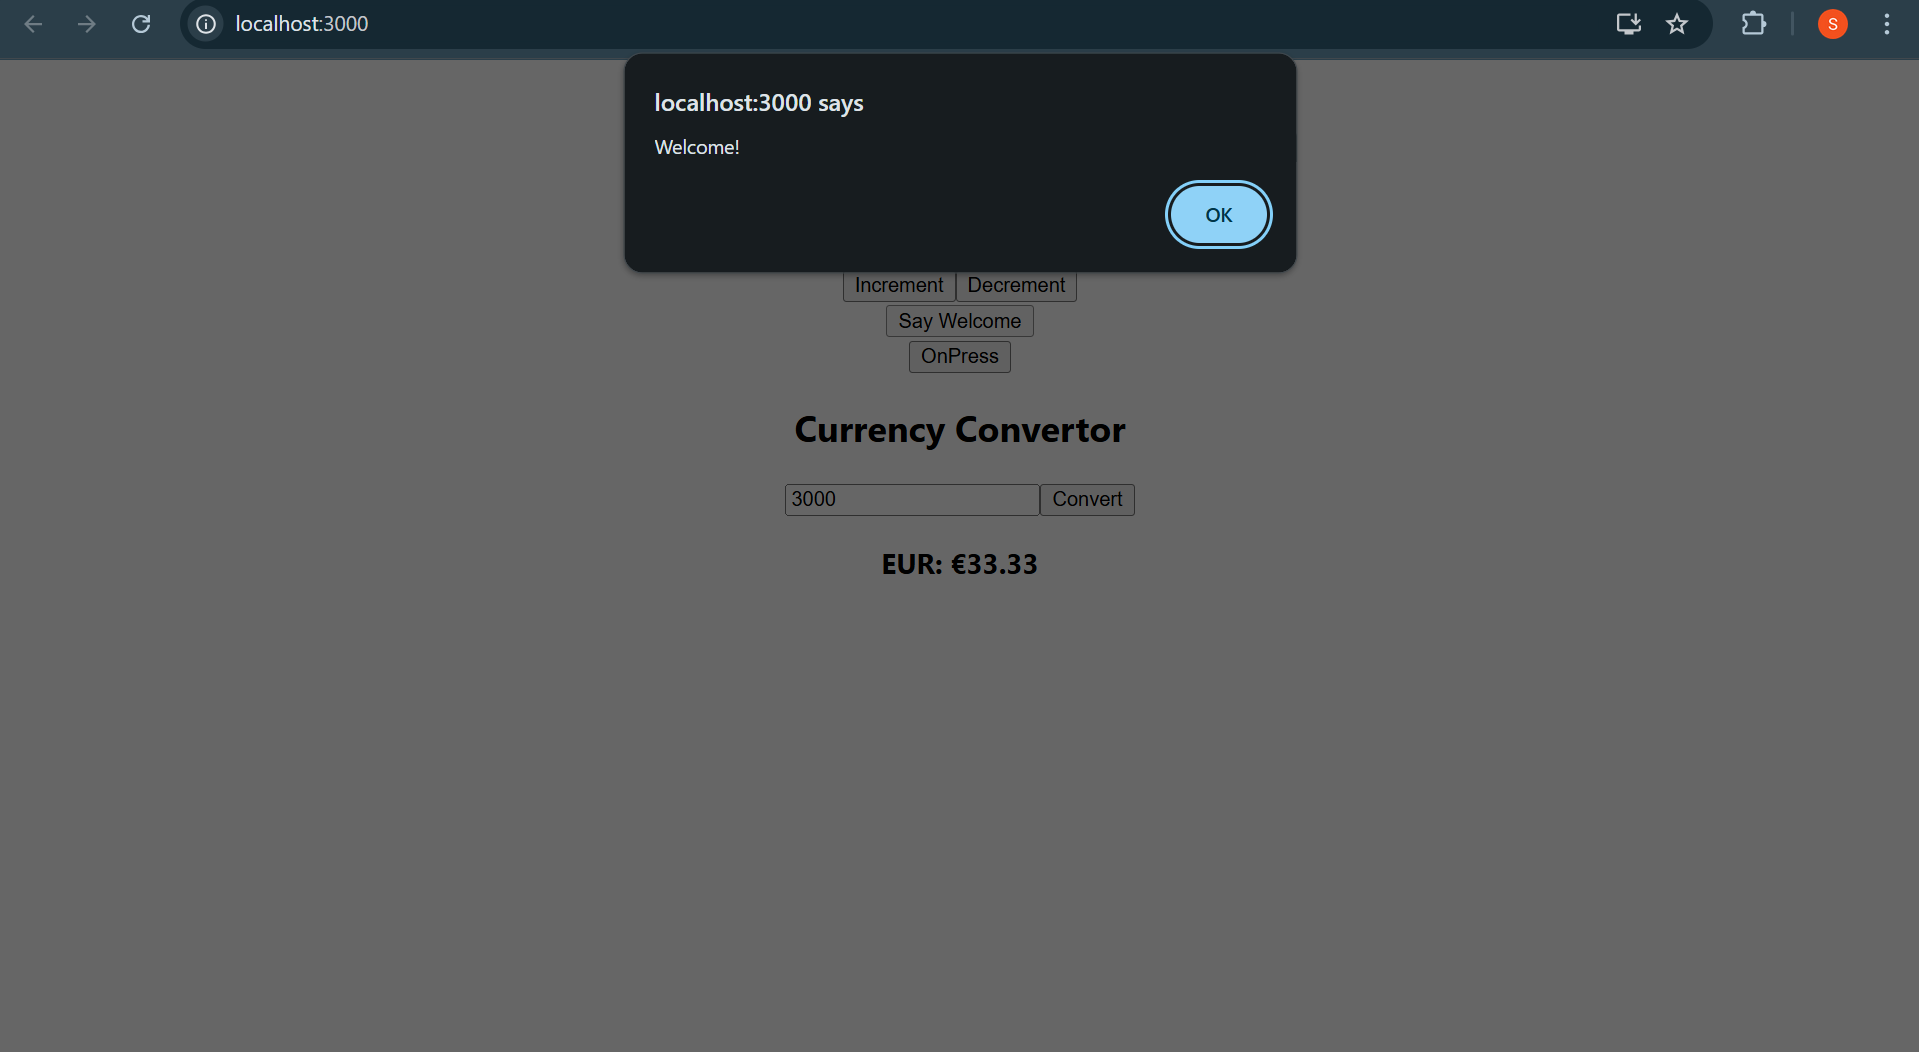 localhost:3000
S
localhost:3000 says
Welcome!
OK
Increment Decrement
Say Welcome
OnPress
Currency Convertor
3000 Convert
EUR: €33.33